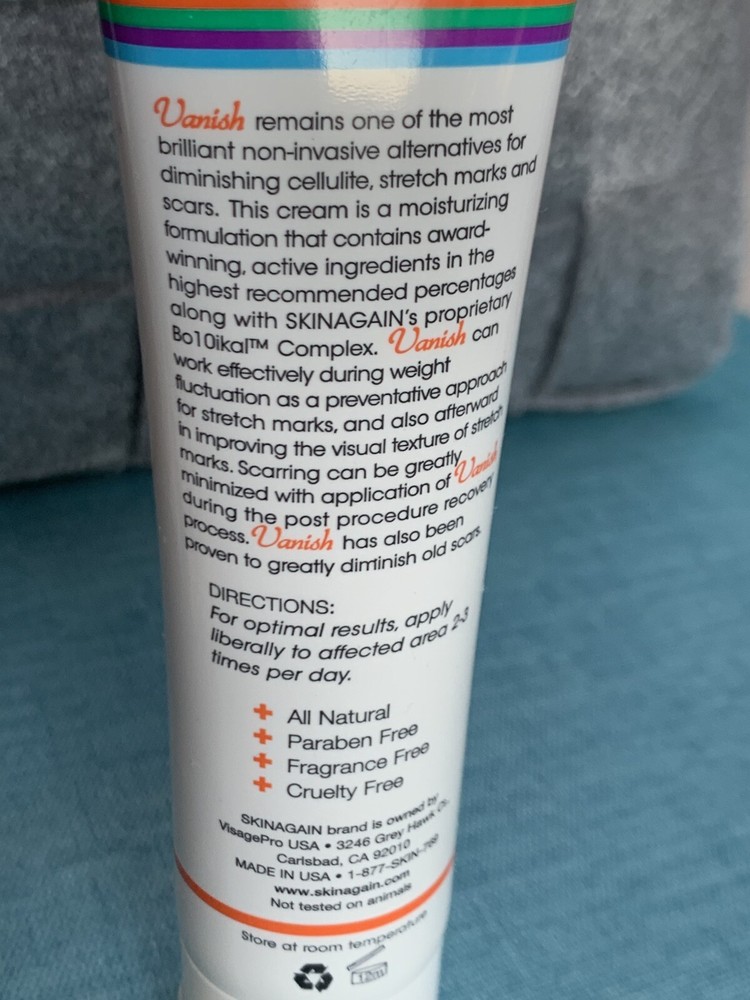 Vanish remains one of the most
brilliant non-invasive alternatives for
diminishing cellulite, stretch marks and
scars. This cream is a moisturizing
formulation that contains award-
winning, active ingredients in the
highest recommended percentages
along with SKINAGAIN's proprietary
Bo10ikal™ Complex. Vanish can
work effectively during weight
fluctuation as a preventative approach
for stretch marks, and also afterward
in improving the visual texture of stretch
marks. Scarring can be greatly
minimized with application of Vanish
during the post procedure recovery
process. Vanish has also been
proven to greatly diminish old scars.
DIRECTIONS:
For optimal results, apply
liberally to affected area 2-3
times per day.
+ All Natural
+ Paraben Free
+ Fragrance Free
+ Cruelty Free
SKINAGAIN brand is owned by
VisagePro USA • 3246 Grey Hawk Ct.
Carlsbad, CA 92010
MADE IN USA • 1-877-SKIN-
www.skinagain.com
Not tested on animals
Store at room temperature
12m